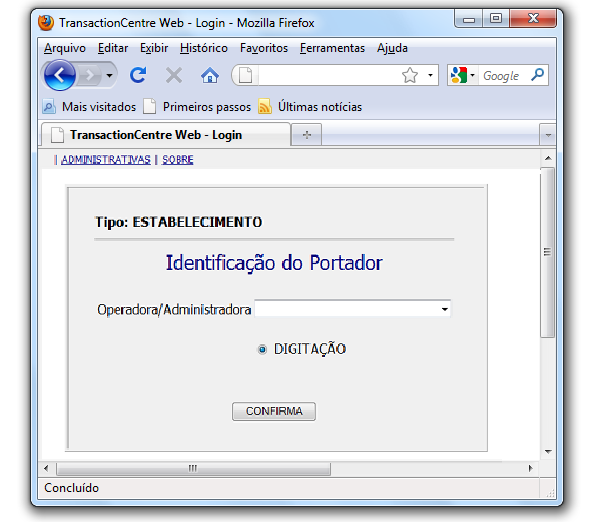 TransactionCentre Web - Login - Mozilla Firefox
Arquivo Editar Exibir Histórico Favoritos Ferramentas Ajuda
Google
Mais visitados Primeiros passos Últimas notícias
TransactionCentre Web - Login
| ADMINISTRATIVAS | SOBRE
Tipo: ESTABELECIMENTO
Identificação do Portador
Operadora/Administradora
DIGITAÇÃO
CONFIRMA
Concluído